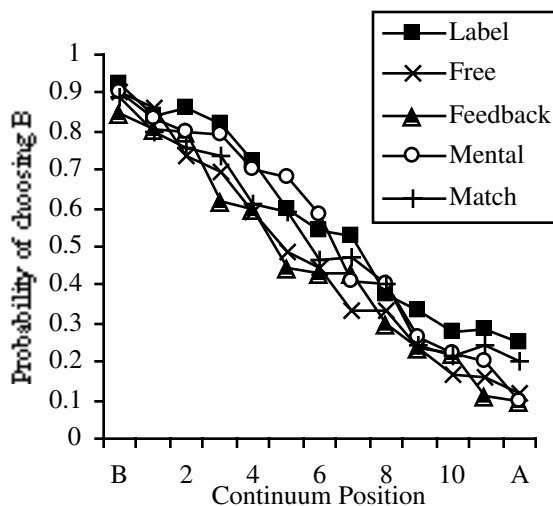 Label
Free
Feedback
Mental
Match
1
0.9
0.8
0.7
0.6
0.5
0.4
0.3
0.2
0.1
0
Probability of choosing B
B 2 4 6 8 10 A
Continuum Position